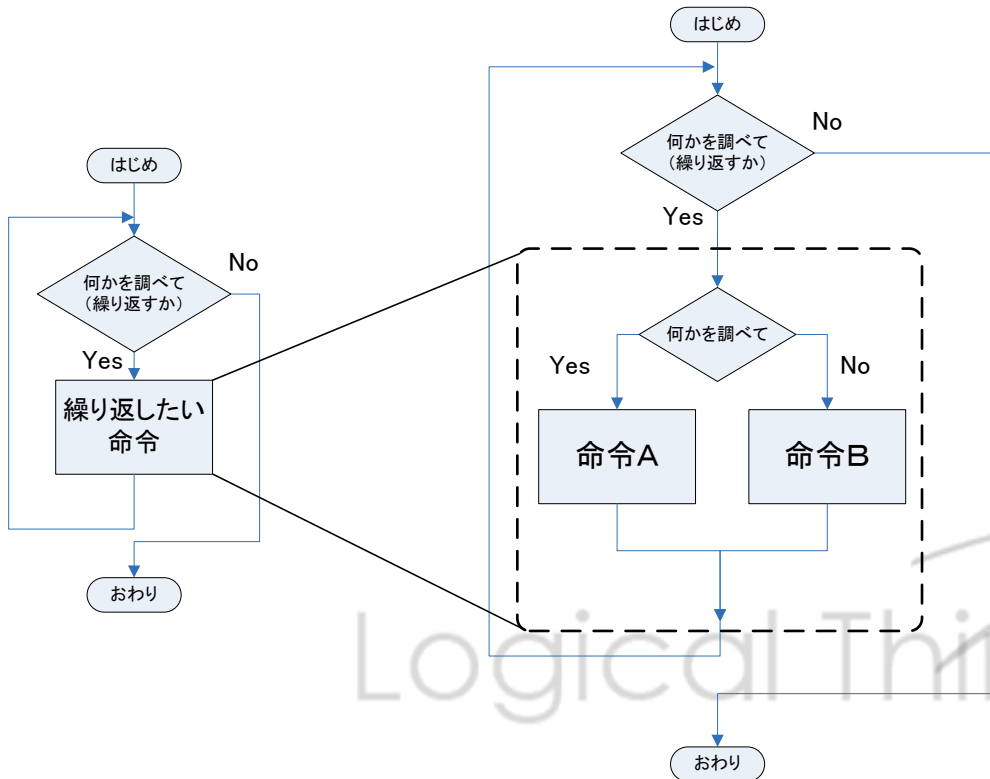 はじめ
何かを調べて
（繰り返すか）
No
Yes
繰り返したい
命令
おわり
はじめ
何かを調べて
（繰り返すか）
No
Yes
何かを調べて
Yes
No
命令A
命令B
おわり
Logical Thi